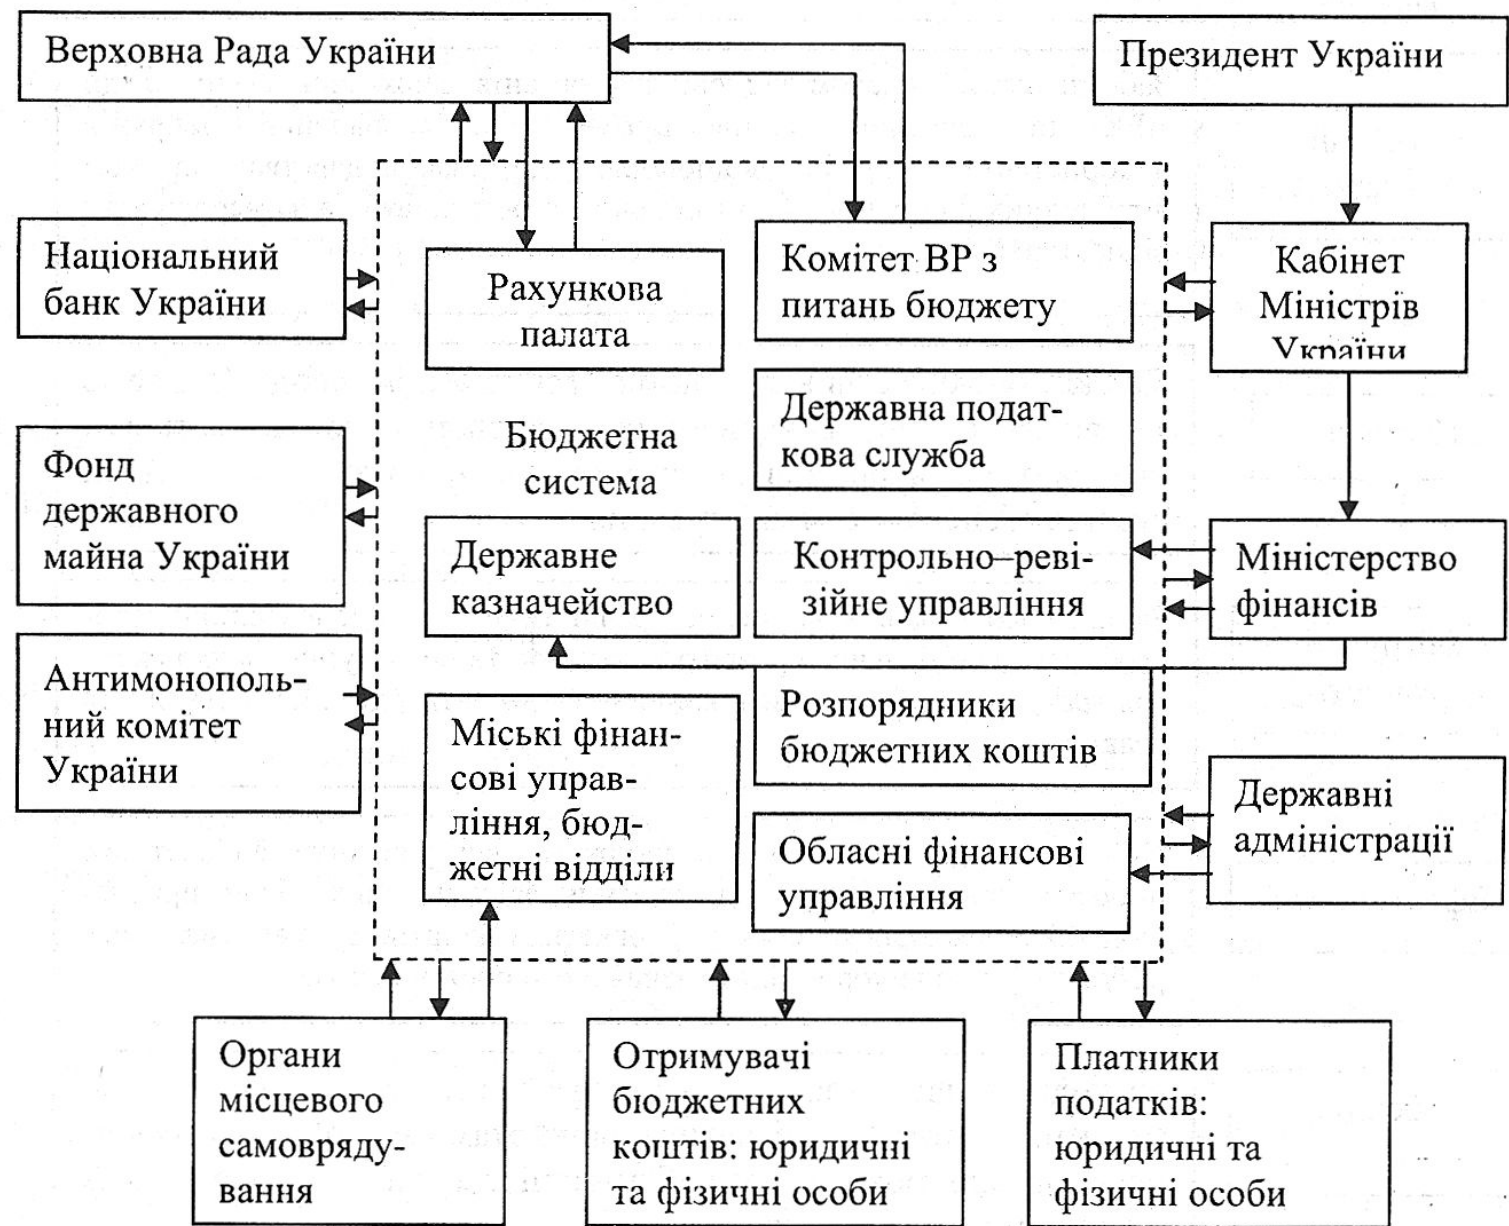 Верховна Рада України
Президент України
Національний
банк України
Рахункова
палата
Комітет ВР з
питань бюджету
Кабінет
Міністрів
України
Державна подат-
кова служба
Бюджетна
система
Фонд
державного
майна України
Державне
казначейство
Контрольно–реві-
зійне управління
Міністерство
фінансів
Антимонополь-
ний комітет
України
Міські фінан-
сові управ-
ління, бюд-
жетні відділи
Розпорядники
бюджетних коштів
Обласні фінансові
управління
Державні
адміністрації
Органи
місцевого
самовряду-
вання
Отримувачі
бюджетних
коштів: юридичні
та фізичні особи
Платники
податків:
юридичні та
фізичні особи